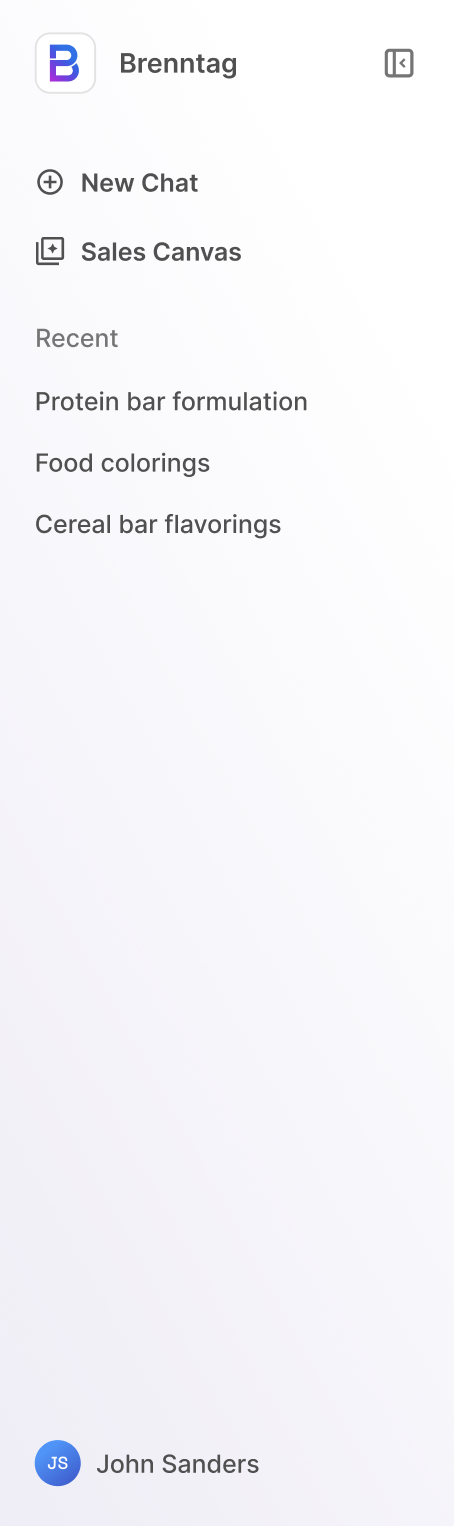 B
Brenntag
New Chat
Sales Canvas
Recent
Protein bar formulation
Food colorings
Cereal bar flavorings
JS
John Sanders